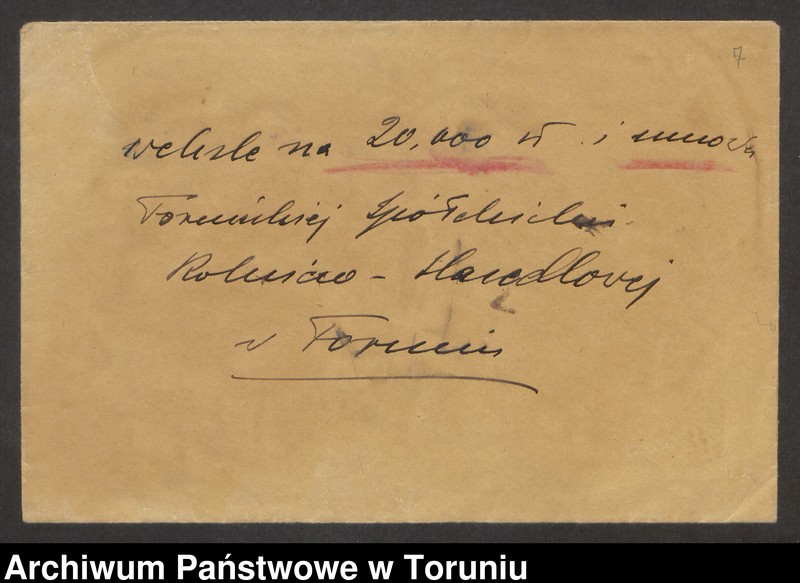 7
weksle na 20,000 zł i umowa
Toruńskiej Spółdzielni
Rolniczo - Handlowej
w Toruniu
Archiwum Państwowe w Toruniu